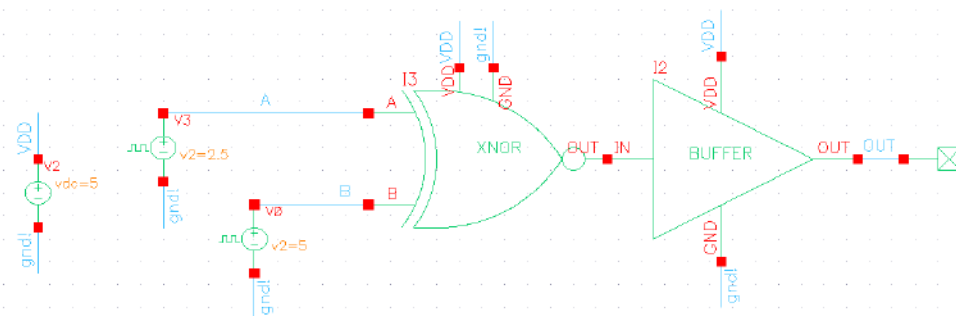 VDD
V2
vdc=5
gnd!
V3
v2=2.5
gnd!
A
V0
v2=5
gnd!
B
I3
A
B
VDD
VDD
gnd!
GND
XNOR
OUT
IN
I2
VDD
VDD
BUFFER
GND
gnd!
OUT
OUT